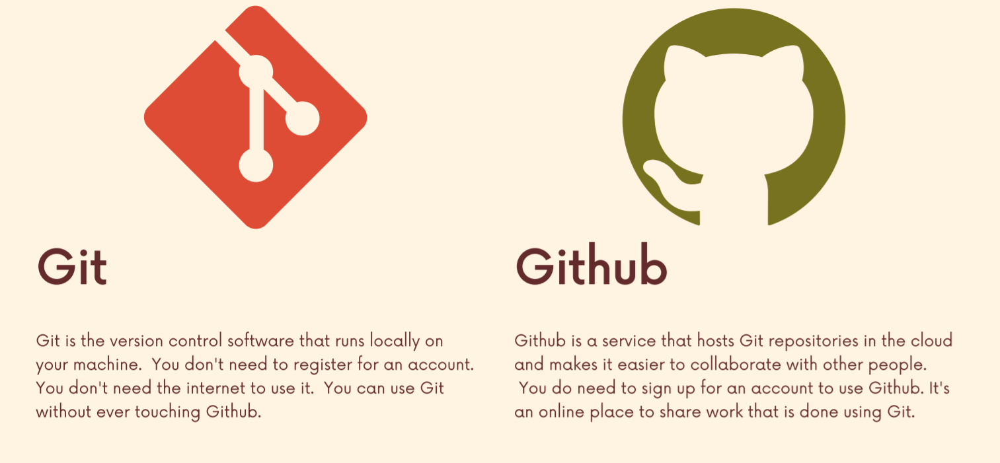 Git
Git is the version control software that runs locally on
your machine.  You don't need to register for an account.
You don't need the internet to use it.  You can use Git
without ever touching Github.
Github
Github is a service that hosts Git repositories in the cloud
and makes it easier to collaborate with other people.
You do need to sign up for an account to use Github. It's
an online place to share work that is done using Git.